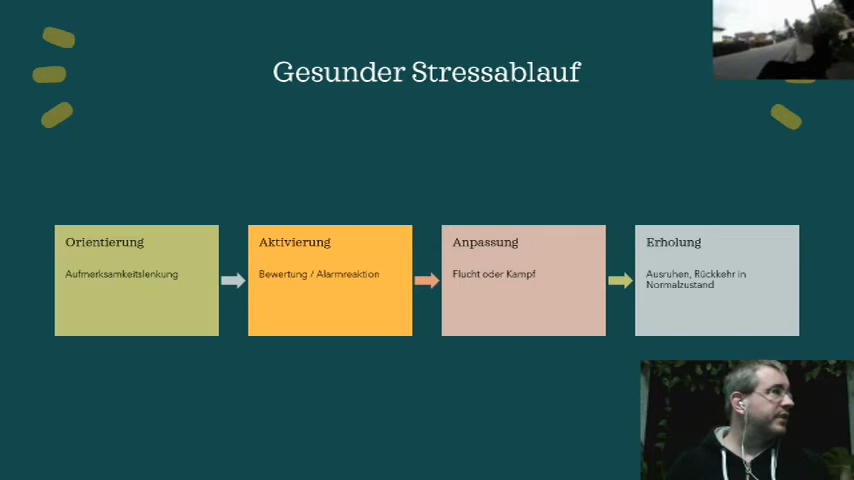 Gesunder Stressablauf
Orientierung
Aufmerksamkeitslenkung
Aktivierung
Bewertung / Alarmreaktion
Anpassung
Flucht oder Kampf
Erholung
Ausruhen, Rückkehr in
Normalzustand